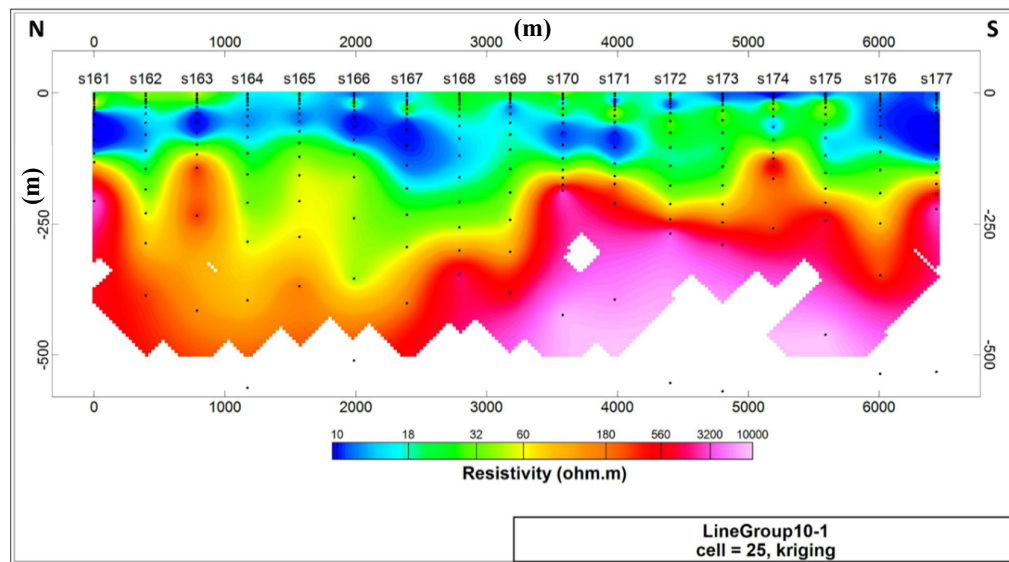 N (m) S
0 1000 2000 3000 4000 5000 6000
s161 s162 s163 s164 s165 s166 s167 s168 s169 s170 s171 s172 s173 s174 s175 s176 s177
0 0
(m)
-250 -250
-500 -500
0 1000 2000 3000 4000 5000 6000
10 18 32 60 180 560 3200 10000
Resistivity (ohm.m)
LineGroup10-1
cell = 25, kriging